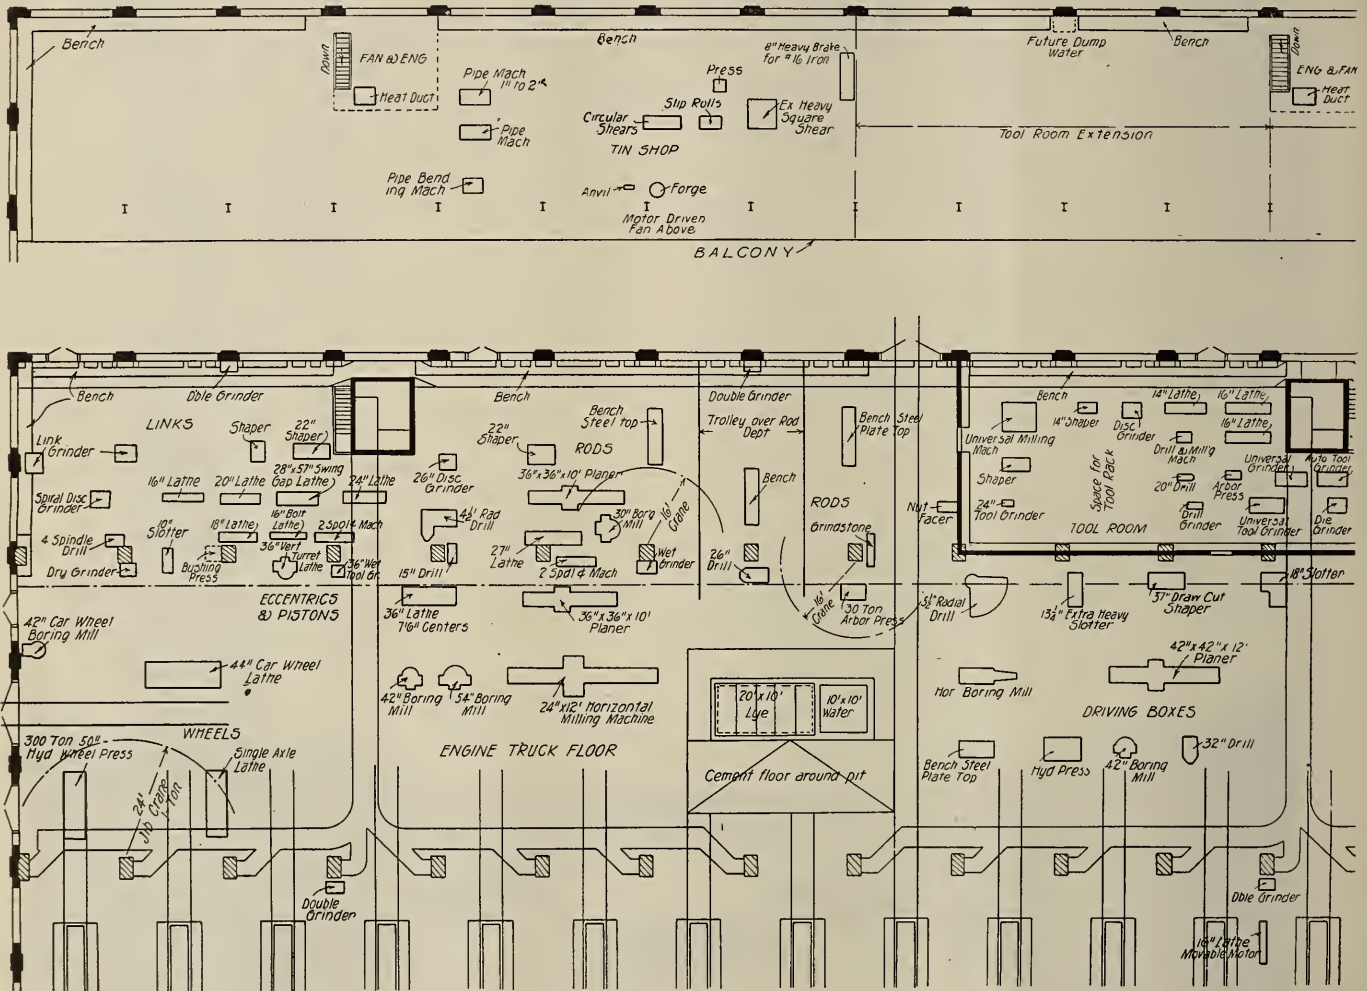 Bench
Down
FAN & ENG
Heat Duct
Pipe Mach
1" to 2"
Pipe
Mach
Pipe Bend
ing Mach
Bench
Press
Slip Rolls
Circular
Shears
TIN SHOP
8" Heavy Brake
for #16 Iron
Ex Heavy
Square
Shear
Anvil
Forge
Motor Driven
Fan Above
Future Dump
Water
Bench
Down
ENG & FAN
Heat
Duct
Tool Room Extension
BALCONY
Bench
Dble Grinder
LINKS
Link
Grinder
Shaper
22"
Shaper
28"x57" Swing
Gap Lathe
16" Lathe
20" Lathe
24" Lathe
Spiral Disc
Grinder
10"
Slotter
18" Lathe
16" Bolt
Lathe
2 Spdl 4 Mach
4 Spindle
Drill
36" Vert
Turret
Lathe
36" Wet
Tool Gr.
Dry Grinder
Bushing
Press
ECCENTRICS
& PISTONS
42" Car Wheel
Boring Mill
44" Car Wheel
Lathe
WHEELS
300 Ton 50"
Hyd Wheel Press
Single Axle
Lathe
24'
Jib Crane
1-Ton
Double
Grinder
Bench
22"
Shaper
Bench
Steel top
RODS
26" Disc
Grinder
36"x36"x10' Planer
4½' Rad
Drill
30" Bor'g
Mill
16'
Crane
27"
Lathe
2 Spdl 4 Mach
Wet
Grinder
15" Drill
36" Lathe
7'6" Centers
36"x36"x10'
Planer
42" Boring
Mill
54" Boring
Mill
24"x12' Horizontal
Milling Machine
ENGINE TRUCK FLOOR
Double Grinder
Trolley over Rod
Dept
Bench
26"
Drill
Bench Steel
Plate Top
RODS
Grindstone
16'
Crane
30 Ton
Arbor Press
20'x10'
Lye
10'x10'
Water
Cement floor around pit
Nut
Facer
Bench
Universal Milling
Mach
14" Shaper
Disc
Grinder
14" Lathe
16" Lathe
16" Lathe
Drill & Mill'g
Mach
Shaper
24"
Tool Grinder
Space for
Tool Rack
20" Drill
Arbor
Press
Universal
Grinder
Auto Tool
Grinder
Drill
Grinder
Universal
Tool Grinder
Die
Grinder
TOOL ROOM
5½' Radial
Drill
13¼" Extra Heavy
Slotter
37" Draw Cut
Shaper
18" Slotter
Hor Boring Mill
42"x42"x12'
Planer
DRIVING BOXES
Bench Steel
Plate Top
Hyd Press
42" Boring
Mill
32" Drill
Dble Grinder
16" Lathe
Movable Motor